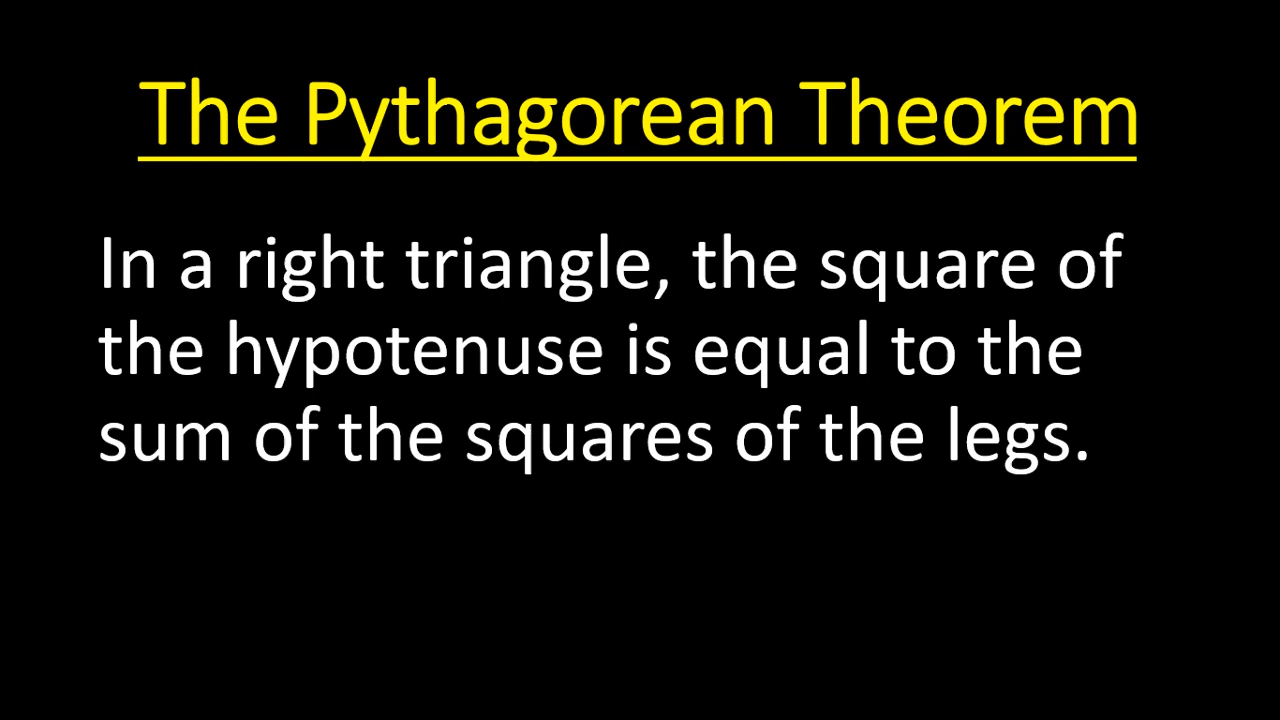 The Pythagorean Theorem
In a right triangle, the square of
the hypotenuse is equal to the
sum of the squares of the legs.